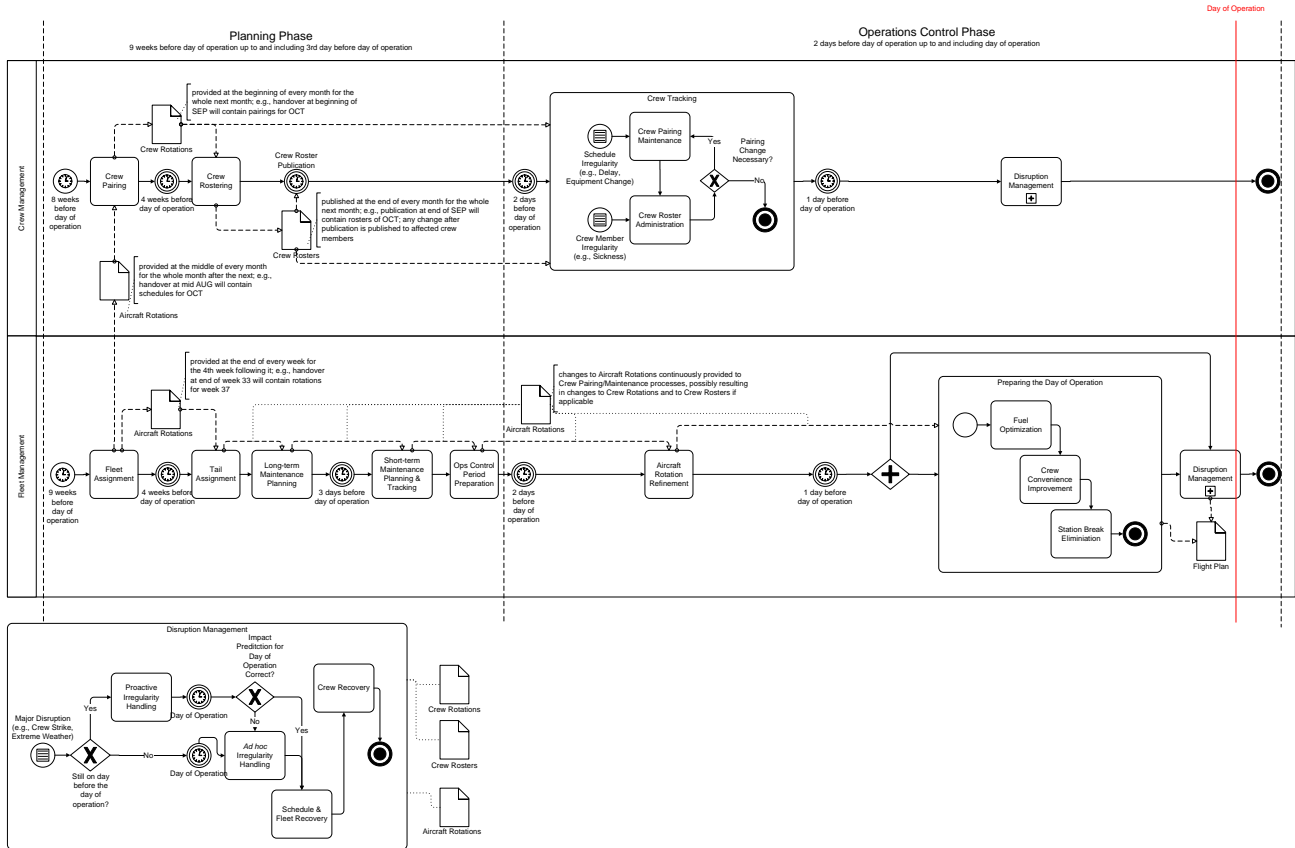 Day of Operation
Planning Phase
9 weeks before day of operation up to and including 3rd day before day of operation
Operations Control Phase
2 days before day of operation up to and including day of operation
Crew Management
provided at the beginning of every month for the
whole next month; e.g., handover at beginning of
SEP will contain pairings for OCT
Crew Rotations
8 weeks
before
day of
operation
Crew
Pairing
4 weeks before
day of operation
Crew
Rostering
Crew Roster
Publication
published at the end of every month for the whole
next month; e.g., publication at end of SEP will
contain rosters of OCT; any change after
publication is published to affected crew
members
Crew Rosters
provided at the middle of every month
for the whole month after the next; e.g.,
handover at mid AUG will contain
schedules for OCT
Aircraft Rotations
2 days
before
day of
operation
Crew Tracking
Schedule
Irregularity
(e.g., Delay,
Equipment Change)
Crew Pairing
Maintenance
Yes
Pairing
Change
Necessary?
No
Crew Member
Irregularity
(e.g., Sickness)
Crew Roster
Administration
1 day before
day of operation
Disruption
Management
Fleet Management
provided at the end of every week for
the 4th week following it; e.g., handover
at end of week 33 will contain rotations
for week 37
Aircraft Rotations
changes to Aircraft Rotations continuously provided to
Crew Pairing/Maintenance processes, possibly resulting
in changes to Crew Rotations and to Crew Rosters if
applicable
Aircraft Rotations
9 weeks
before
day of
operation
Fleet
Assignment
4 weeks before
day of operation
Tail
Assignment
Long-term
Maintenance
Planning
3 days before
day of operation
Short-term
Maintenance
Planning &
Tracking
Ops Control
Period
Preparation
2 days
before
day of
operation
Aircraft
Rotation
Refinement
1 day before
day of operation
Preparing the Day of Operation
Fuel
Optimization
Crew
Convenience
Improvement
Station Break
Eliminiation
Disruption
Management
Flight Plan
Disruption Management
Major Disruption
(e.g., Crew Strike,
Extreme Weather)
Still on day
before the
day of
operation?
Yes
No
Proactive
Irregularity
Handling
Day of Operation
Day of Operation
Impact
Preditction for
Day of
Operation
Correct?
No
Yes
Ad hoc
Irregularity
Handling
Schedule &
Fleet Recovery
Crew Recovery
Crew Rotations
Crew Rosters
Aircraft Rotations